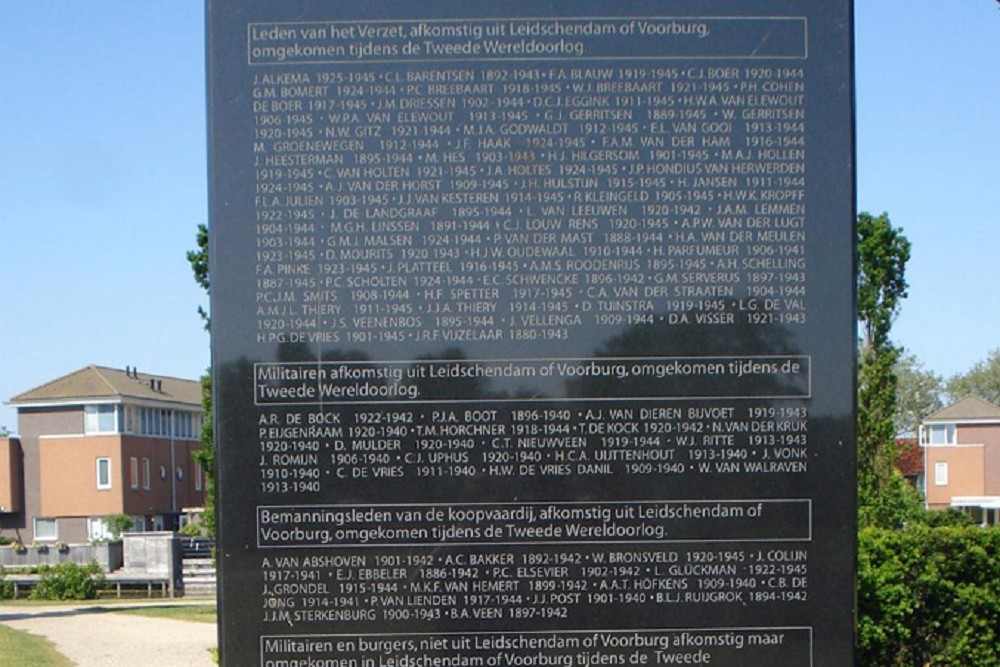 Leden van het Verzet, afkomstig uit Leidschendam of Voorburg,
omgekomen tijdens de Tweede Wereldoorlog.
J. ALKEMA 1925-1945 • C.L. BARENTSEN 1892-1943 • F.A. BLAUW 1919-1945 • C.J. BOER 1920-1944
G.M. BOMERT 1924-1944 • P.C. BREEBAART 1918-1945 • W.J. BREEBAART 1921-1945 • P.H. COHEN
DE BOER 1917-1945 • J.M. DRIESSEN 1902-1944 • D.C.J. EGGINK 1911-1945 • H.W.A. VAN ELEWOUT
1906-1945 • W.P.A. VAN ELEWOUT 1913-1945 • G.J. GERRITSEN 1889-1945 • W. GERRITSEN
1920-1945 • N.W. GITZ 1921-1944 • M.J.A. GODWALDT 1912-1945 • E.L. VAN GOOI 1913-1944
M. GROENEWEGEN 1912-1944 • J.F. HAAK 1924-1945 • F.A.M. VAN DER HAM 1916-1944
J. HEESTERMAN 1895-1944 • M. HES 1903-1943 • H.J. HILGERSOM 1901-1945 • M.A.J. HOLLEN
1919-1945 • C. VAN HOLTEN 1921-1945 • J.A. HOLTES 1924-1945 • J.P. HONDIUS VAN HERWERDEN
1924-1945 • A.J. VAN DER HORST 1909-1945 • J.H. HULSTIJN 1915-1945 • H. JANSEN 1911-1944
F.L.A. JULIEN 1903-1945 • J.J. VAN KESTEREN 1914-1945 • R. KLEINGELD 1905-1945 • H.W.K. KROPFF
1922-1945 • J. DE LANDGRAAF 1895-1944 • L. VAN LEEUWEN 1920-1942 • J.A.M. LEMMEN
1904-1944 • M.G.H. LINSSEN 1891-1944 • C.J. LOUW RENS 1920-1945 • A.P.W. VAN DER LUGT
1903-1944 • G.M.J. MALSEN 1924-1944 • P. VAN DER MAST 1888-1944 • H.A. VAN DER MEULEN
1923-1945 • D. MOURITS 1920 1943 • H.J.W. OUDEWAAL 1910-1944 • H. PARFUMEUR 1906-1941
F.A. PINKE 1923-1945 • J. PLATTEEL 1916-1945 • A.M.S. ROODENRIJS 1895-1945 • A.H. SCHELLING
1887-1945 • P.C. SCHOLTEN 1924-1944 • E.C. SCHWENCKE 1896-1942 • G.M. SERVERUS 1897-1943
P.C.J.M. SMITS 1908-1944 • H.F. SPETTER 1917-1945 • C.A. VAN DER STRAATEN 1904-1944
A.M.J.L. THIERY 1911-1945 • J.J.A. THIERY 1914-1945 • D. TUINSTRA 1919-1945 • L.G. DE VAL
1920-1944 • J.S. VEENENBOS 1895-1944 • J. VELLENGA 1909-1944 • D.A. VISSER 1921-1943
H.P.G. DE VRIES 1901-1945 • J.R.F. VIJZELAAR 1880-1943
Militairen afkomstig uit Leidschendam of Voorburg, omgekomen tijdens de
Tweede Wereldoorlog.
A.R. DE BOCK 1922-1942 • P.J.A. BOOT 1896-1940 • A.J. VAN DIEREN BIJVOET 1919-1943
P. EIJGENRAAM 1920-1940 • T.M. HORCHNER 1918-1944 • T. DE KOCK 1920-1942 • N. VAN DER KRUK
1920-1940 • D. MULDER 1920-1940 • C.T. NIEUWVEEN 1919-1944 • W.J. RITTE 1913-1943
J. ROMIJN 1906-1940 • C.J. UPHUS 1920-1940 • H.C.A. UIJTTENHOUT 1913-1940 • J. VONK
1910-1940 • C. DE VRIES 1911-1940 • H.W. DE VRIES DANIL 1909-1940 • W. VAN WALRAVEN
1913-1940
Bemanningsleden van de koopvaardij, afkomstig uit Leidschendam of
Voorburg, omgekomen tijdens de Tweede Wereldoorlog.
A. VAN ABSHOVEN 1901-1942 • A.C. BAKKER 1892-1942 • W. BRONSVELD 1920-1945 • J. COLIJN
1917-1941 • E.J. EBBELER 1886-1942 • P.C. ELSEVIER 1902-1942 • L. GLÜCKMAN 1922-1945
J. GRONDEL 1915-1944 • M.K.F. VAN HEMERT 1899-1942 • A.A.T. HOFKENS 1909-1940 • C.B. DE
JONG 1914-1941 • P. VAN LIENDEN 1917-1944 • J.J. POST 1901-1940 • B.L.J. RUIJGROK 1894-1942
J.J.M. STERKENBURG 1900-1943 • B.A. VEEN 1897-1942
Militairen en burgers, niet uit Leidschendam of Voorburg afkomstig maar
omgekomen in Leidschendam of Voorburg tijdens de Tweede